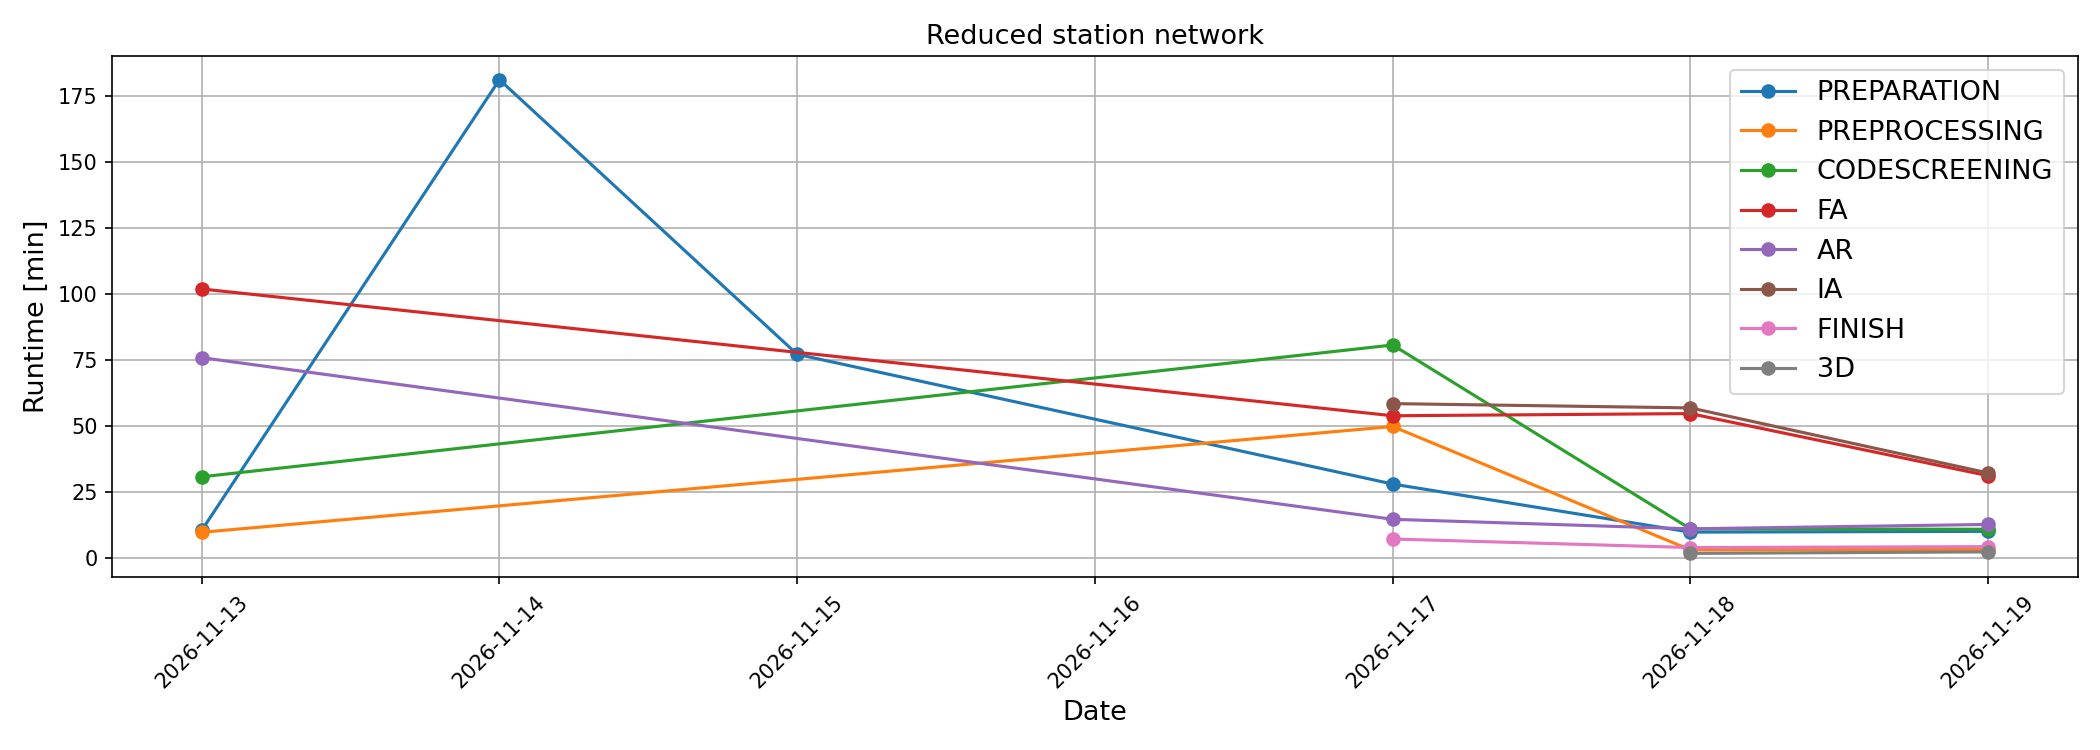 Reduced station network
Runtime [min]
175
150
125
100
75
50
25
0
PREPARATION
PREPROCESSING
CODESCREENING
FA
AR
IA
FINISH
3D
2026-11-13
2026-11-14
2026-11-15
2026-11-16
2026-11-17
2026-11-18
2026-11-19
Date